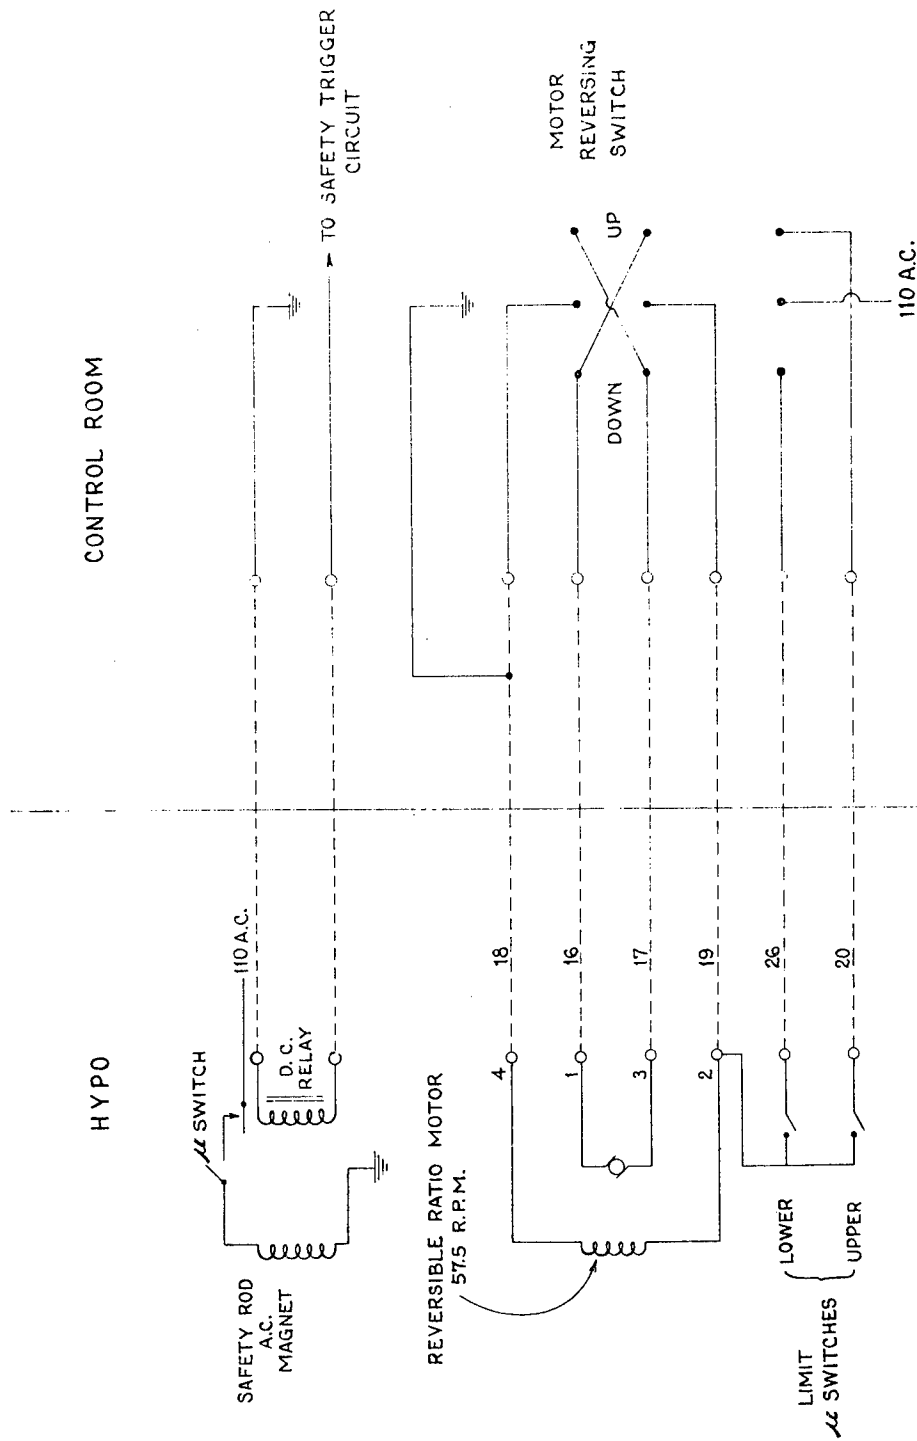 HYPO
CONTROL ROOM
μ SWITCH
110 A.C.
D.C.
RELAY
SAFETY ROD
A.C.
MAGNET
TO SAFETY TRIGGER
CIRCUIT
REVERSIBLE RATIO MOTOR
57.5 R.P.M.
4
18
1
16
3
17
2
19
26
20
MOTOR
REVERSING
SWITCH
DOWN
UP
LOWER
UPPER
LIMIT
μ SWITCHES
110 A.C.